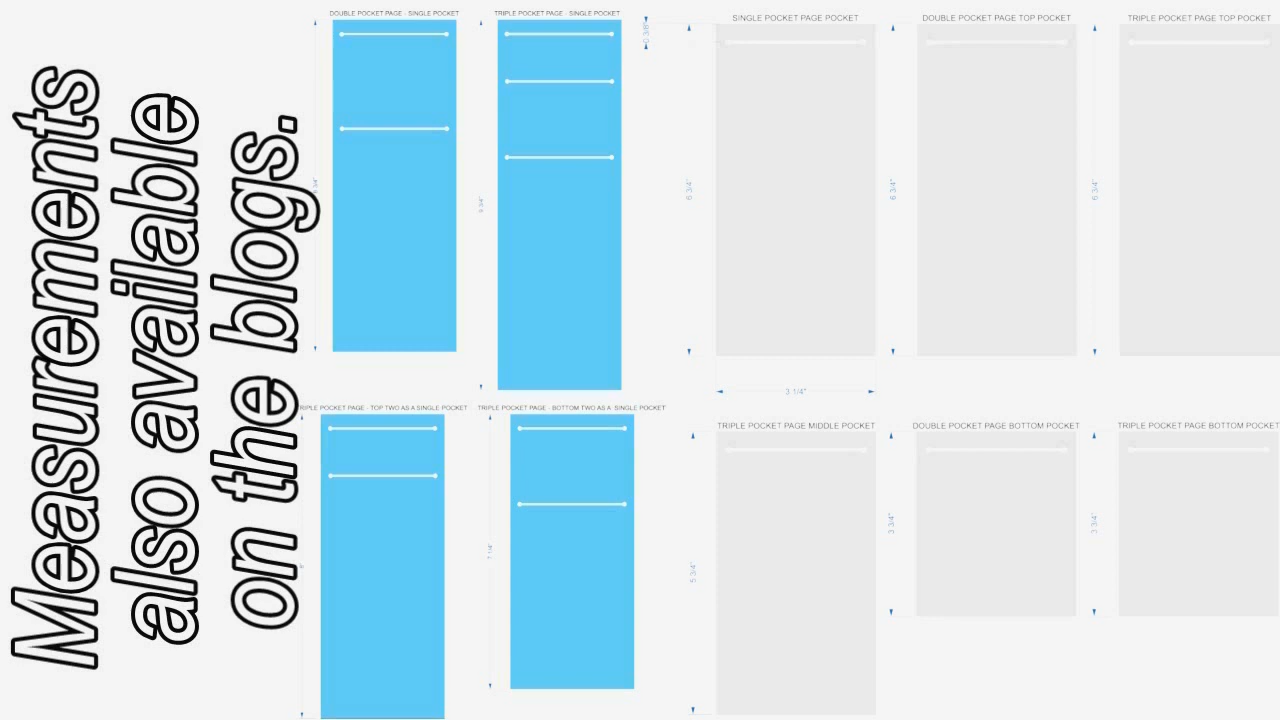 Measurements
also available
on the blogs.
DOUBLE POCKET PAGE - SINGLE POCKET
TRIPLE POCKET PAGE - SINGLE POCKET
SINGLE POCKET PAGE POCKET
DOUBLE POCKET PAGE TOP POCKET
TRIPLE POCKET PAGE TOP POCKET
6 3/4"
6 3/4"
6 3/4"
3 1/4"
RIPLE POCKET PAGE - TOP TWO AS A SINGLE POCKET
TRIPLE POCKET PAGE - BOTTOM TWO AS A SINGLE POCKET
TRIPLE POCKET PAGE MIDDLE POCKET
DOUBLE POCKET PAGE BOTTOM POCKET
TRIPLE POCKET PAGE BOTTOM POCKET
5 3/4"
3 3/4"
3 3/4"